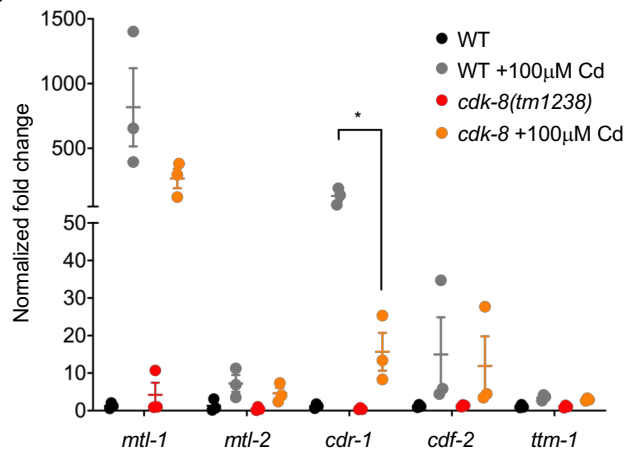 1500
1000
500
50
40
30
20
10
0
Normalized fold change
WT
WT +100μM Cd
cdk-8(tm1238)
cdk-8 +100μM Cd
*
mtl-1 mtl-2 cdr-1 cdf-2 ttm-1